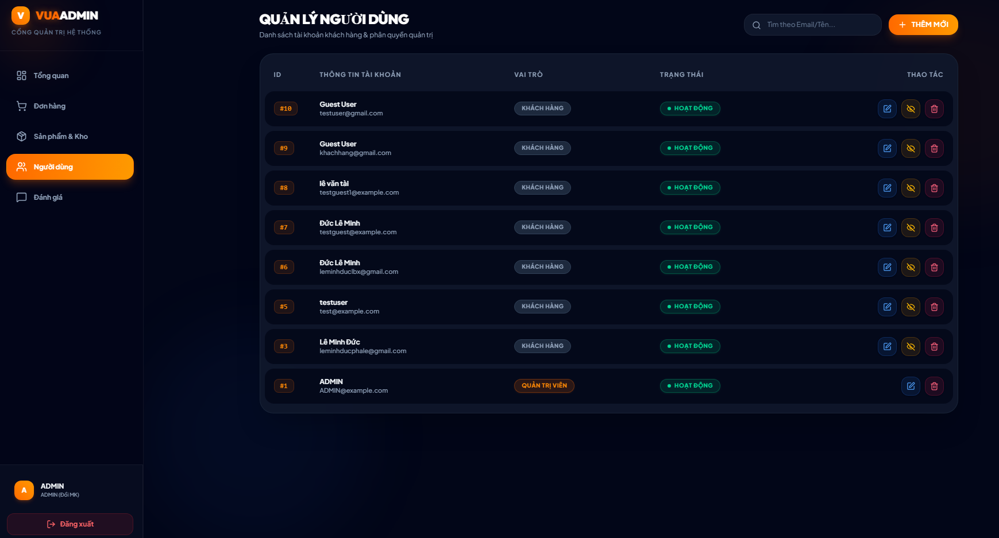 V VUAADMIN
CỔNG QUẢN TRỊ HỆ THỐNG
Tổng quan
Đơn hàng
Sản phẩm & Kho
Người dùng
Đánh giá
A ADMIN
ADMIN (Đổi MK)
Đăng xuất
QUẢN LÝ NGƯỜI DÙNG
Danh sách tài khoản khách hàng & phân quyền quản trị
Tìm theo Email/Tên...
+ THÊM MỚI
ID THÔNG TIN TÀI KHOẢN VAI TRÒ TRẠNG THÁI THAO TÁC
#10 Guest User KHÁCH HÀNG HOẠT ĐỘNG
testuser@gmail.com
#9 Guest User KHÁCH HÀNG HOẠT ĐỘNG
khachhang@gmail.com
#8 lê văn tài KHÁCH HÀNG HOẠT ĐỘNG
testguest1@example.com
#7 Đức Lê Minh KHÁCH HÀNG HOẠT ĐỘNG
testguest@example.com
#6 Đức Lê Minh KHÁCH HÀNG HOẠT ĐỘNG
leminhduclbx@gmail.com
#5 testuser KHÁCH HÀNG HOẠT ĐỘNG
test@example.com
#3 Lê Minh Đức KHÁCH HÀNG HOẠT ĐỘNG
leminhducphale@gmail.com
#1 ADMIN QUẢN TRỊ VIÊN HOẠT ĐỘNG
ADMIN@example.com